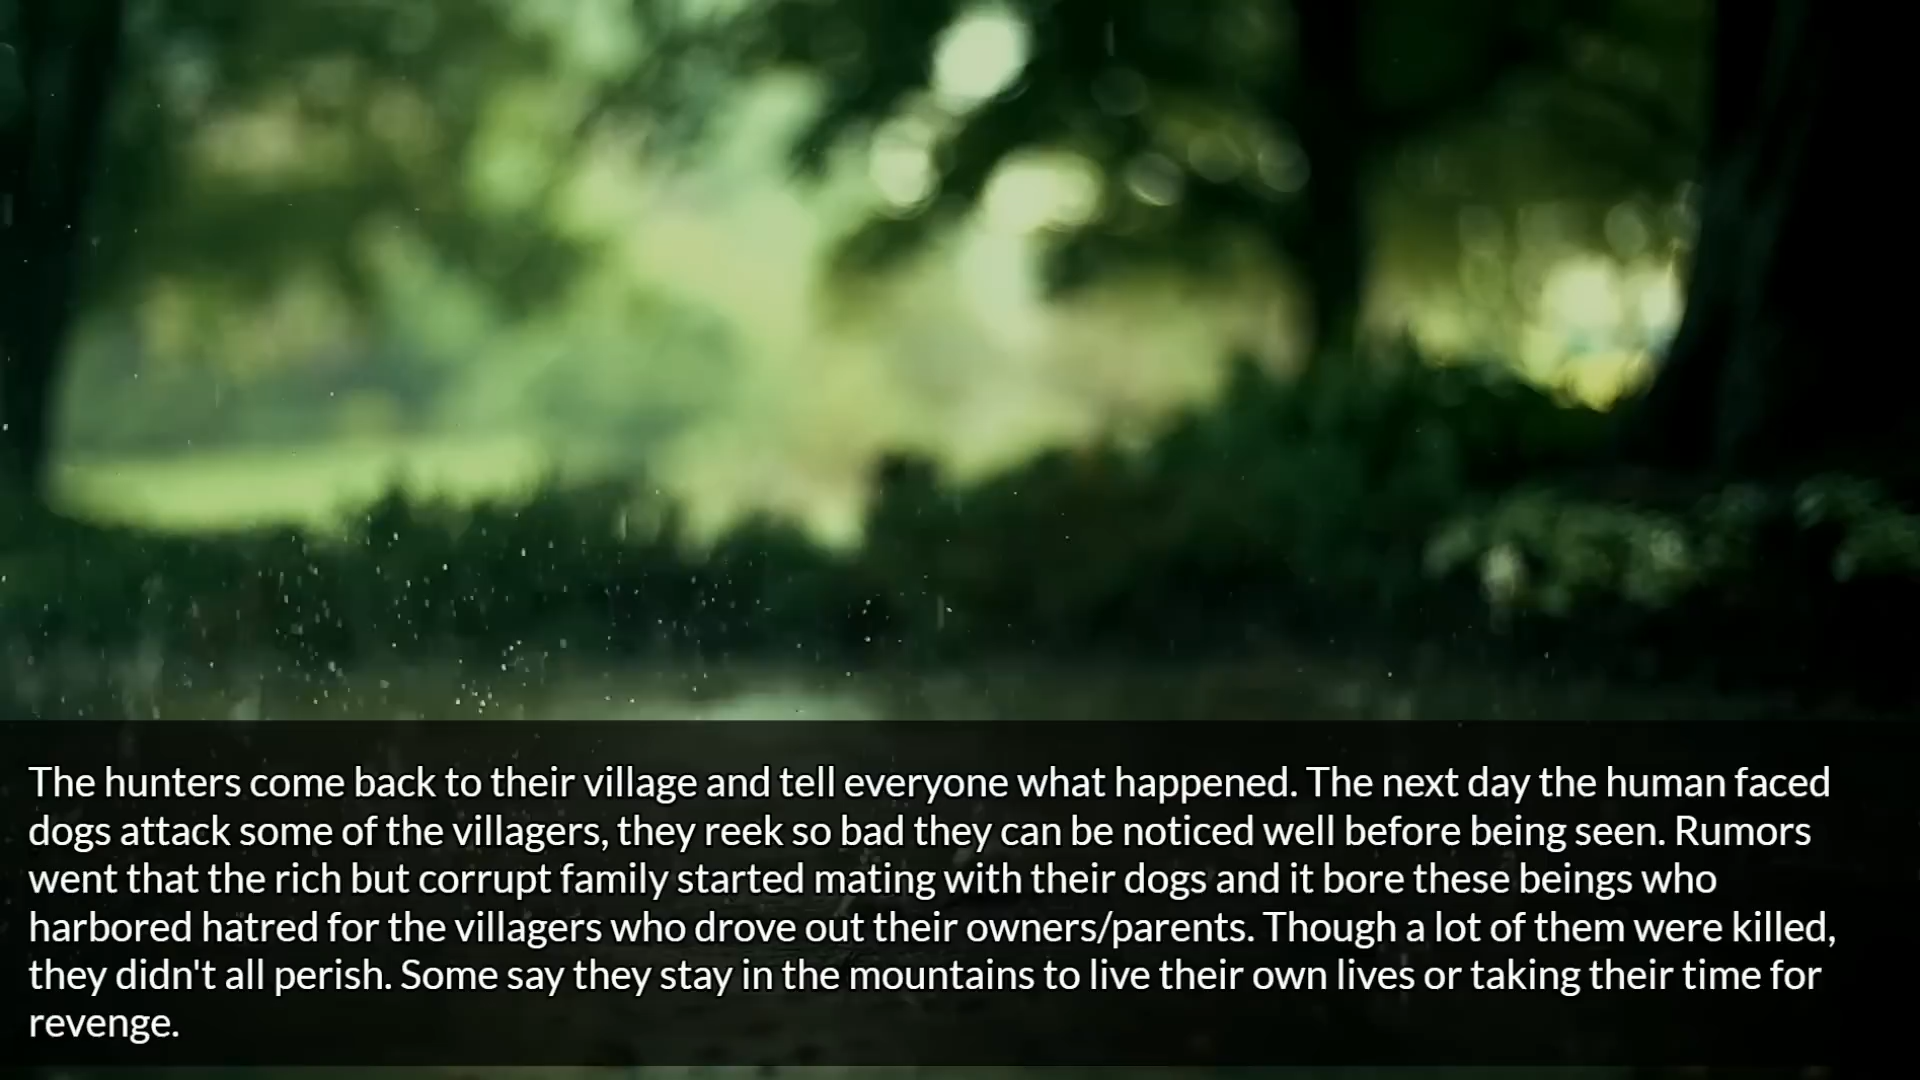 The hunters come back to their village and tell everyone what happened. The next day the human faced
dogs attack some of the villagers, they reek so bad they can be noticed well before being seen. Rumors
went that the rich but corrupt family started mating with their dogs and it bore these beings who
harbored hatred for the villagers who drove out their owners/parents. Though a lot of them were killed,
they didn't all perish. Some say they stay in the mountains to live their own lives or taking their time for
revenge.